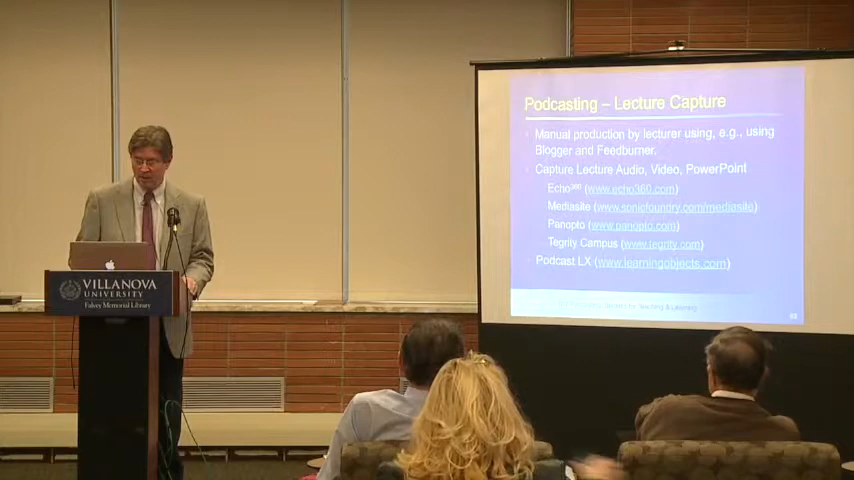 Podcasting – Lecture Capture
Manual production by lecturer using, e.g., using
Blogger and Feedburner.
Capture Lecture Audio, Video, PowerPoint
Echo360 (www.echo360.com)
Mediasite (www.sonicfoundry.com/mediasite)
Panopto (www.panopto.com)
Tegrity Campus (www.tegrity.com)
Podcast LX (www.learningobjects.com)
Teaching & Learning
VILLANOVA
UNIVERSITY
Falvey Memorial Library